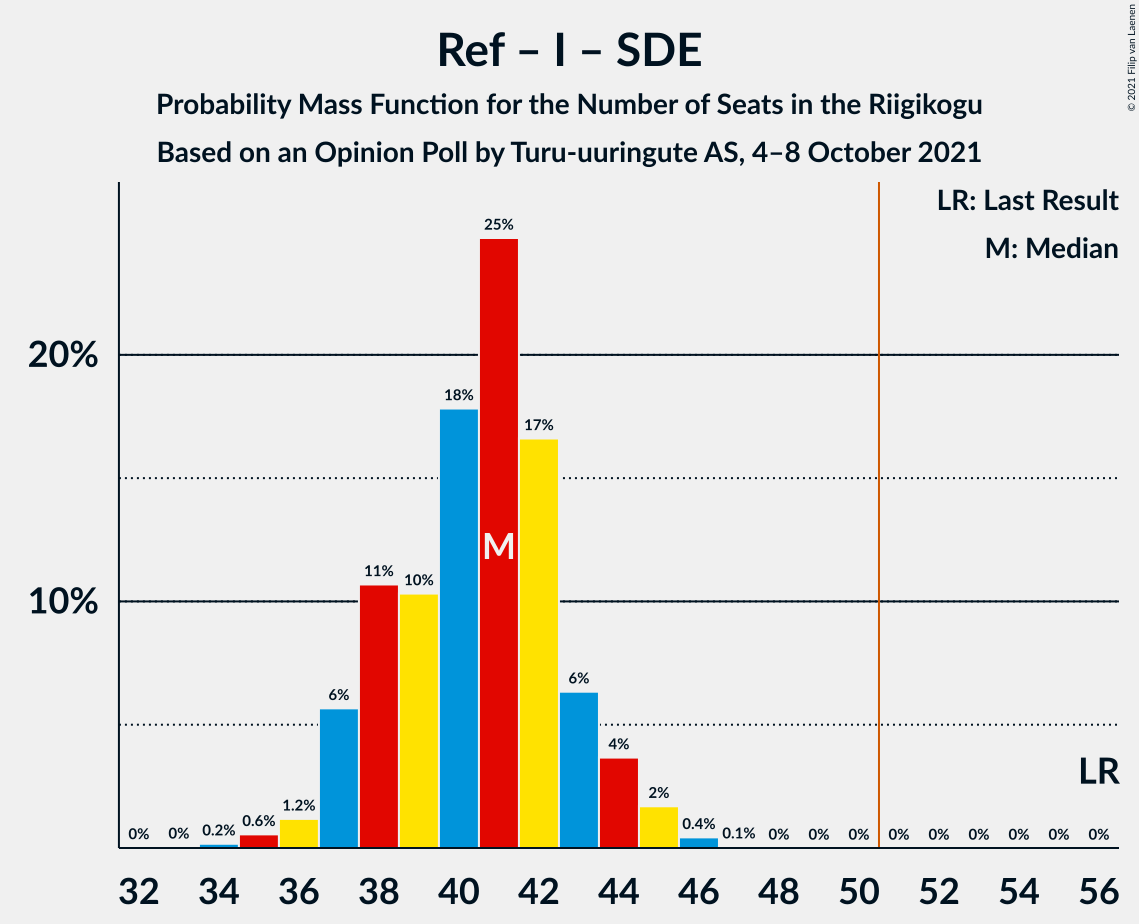 Ref – I – SDE
Probability Mass Function for the Number of Seats in the Riigikogu
Based on an Opinion Poll by Turu-uuringute AS, 4–8 October 2021
© 2021 Filip van Laenen
LR: Last Result
M: Median
20%
10%
0% 0% 0.2% 0.6% 1.2% 6% 11% 10% 18% 25% 17% 6% 4% 2% 0.4% 0.1% 0% 0% 0% 0% 0% 0% 0% 0% 0%
M
LR
32 34 36 38 40 42 44 46 48 50 52 54 56